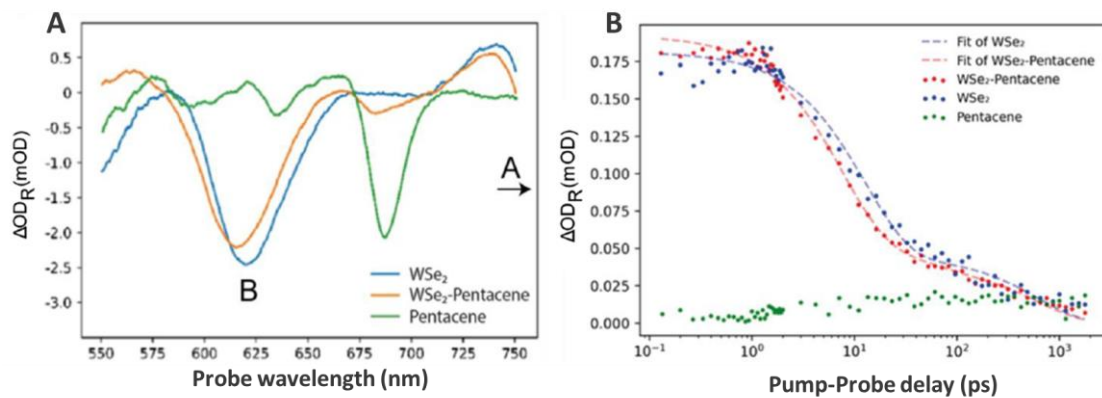 A
ΔOD_R(mOD)
0.5
0
-0.5
-1.0
-1.5
-2.0
-2.5
-3.0
A
B
WSe₂
WSe₂-Pentacene
Pentacene
550 575 600 625 650 675 700 725 750
Probe wavelength (nm)
B
ΔOD_R(mOD)
0.175
0.150
0.125
0.100
0.075
0.050
0.025
0.000
Fit of WSe₂
Fit of WSe₂-Pentacene
WSe₂-Pentacene
WSe₂
Pentacene
10⁻¹ 10⁰ 10¹ 10² 10³
Pump-Probe delay (ps)